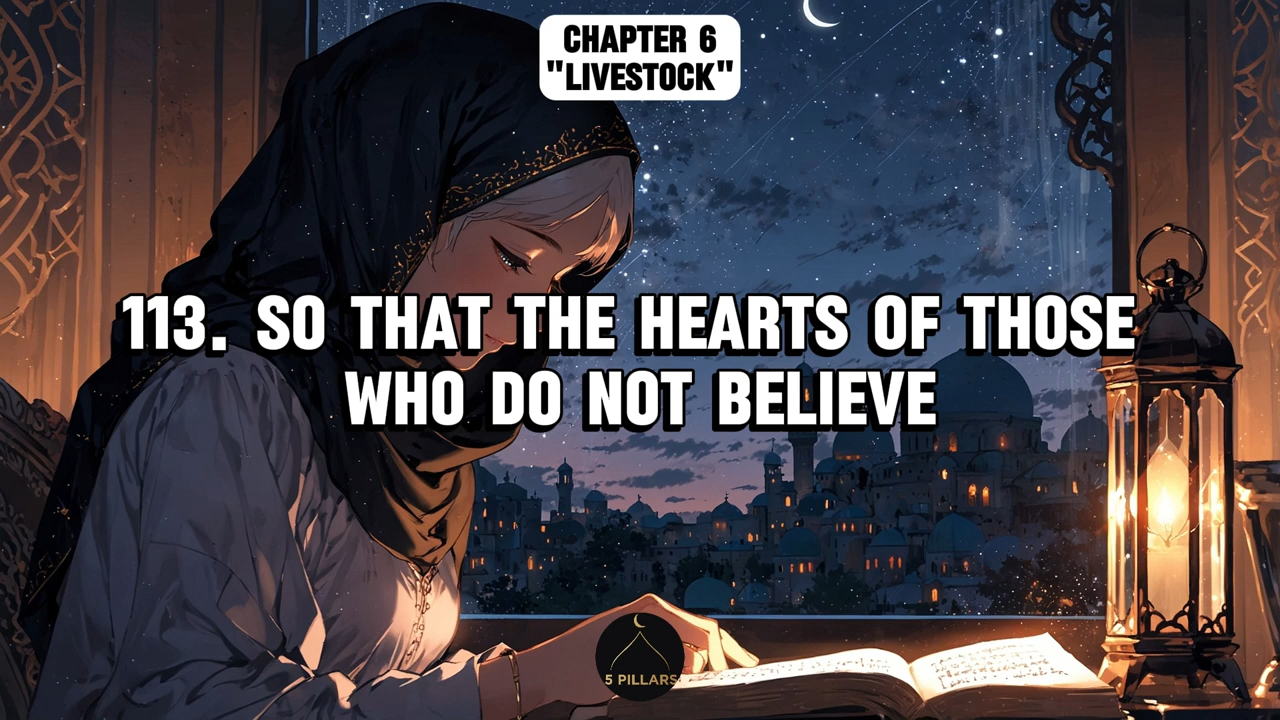 CHAPTER 6
"LIVESTOCK"
113. SO THAT THE HEARTS OF THOSE
WHO DO NOT BELIEVE
5 PILLARS